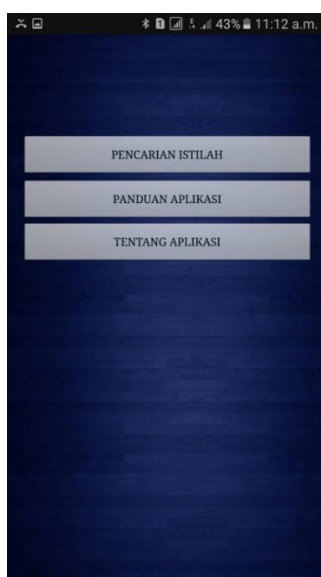 43% 11:12 a.m.
PENCARIAN ISTILAH
PANDUAN APLIKASI
TENTANG APLIKASI